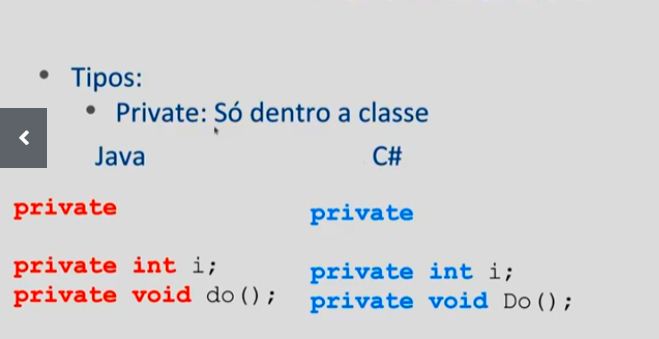 • Tipos:
• Private: Só dentro a classe
Java C#
private private
private int i; private int i;
private void do(); private void Do();